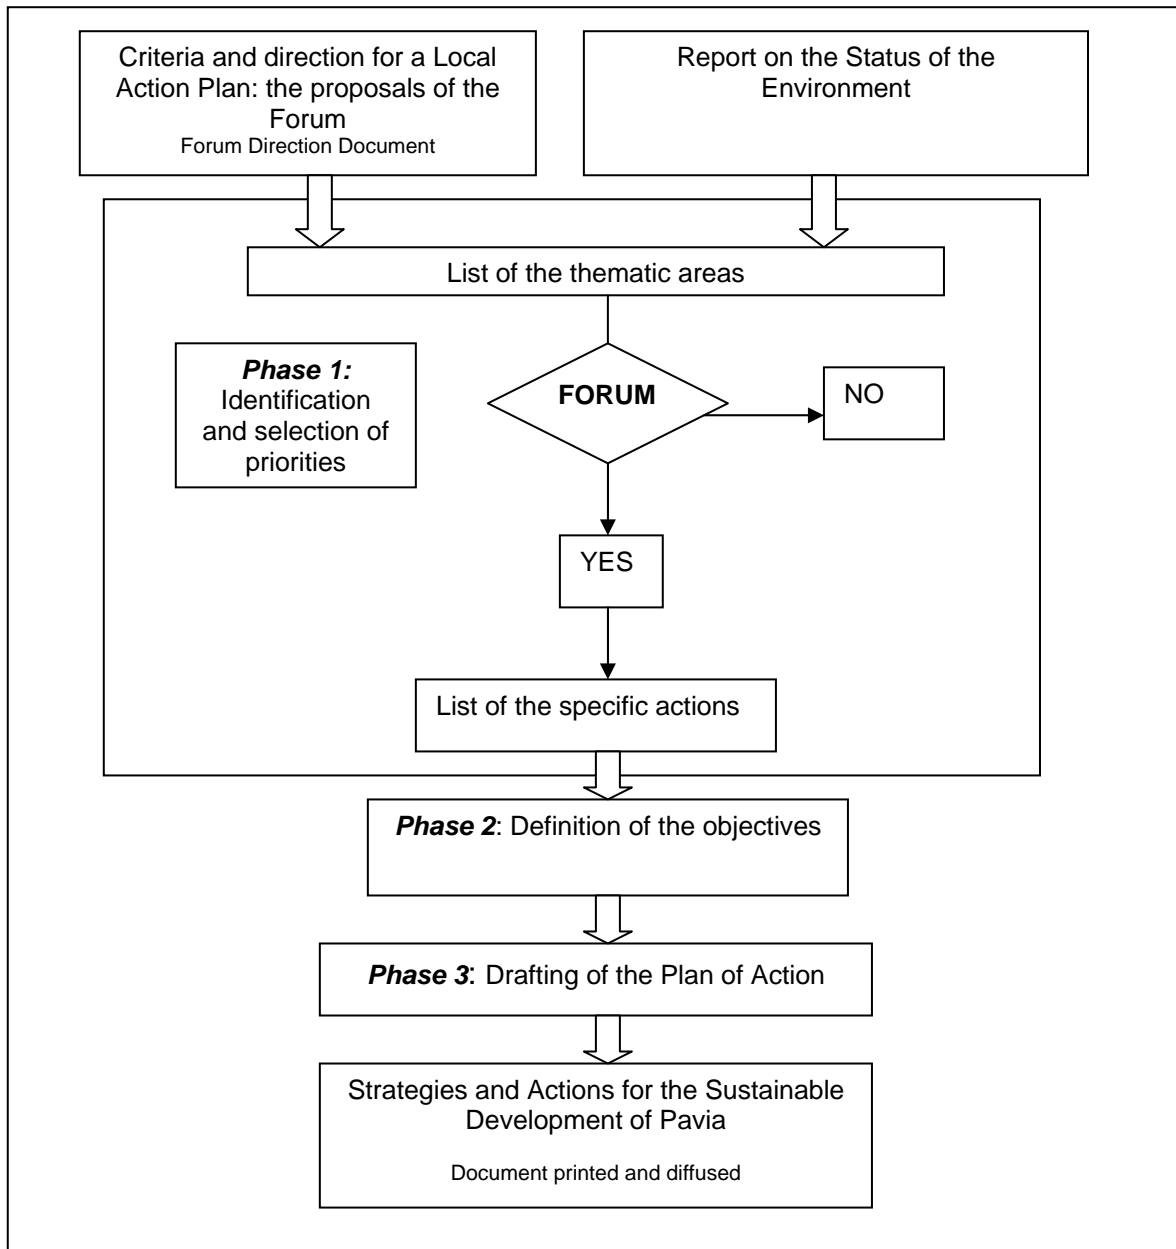 Criteria and direction for a Local
Action Plan: the proposals of the
Forum
Forum Direction Document
Report on the Status of the
Environment
List of the thematic areas
Phase 1:
Identification
and selection of
priorities
FORUM
NO
YES
List of the specific actions
Phase 2: Definition of the objectives
Phase 3: Drafting of the Plan of Action
Strategies and Actions for the Sustainable
Development of Pavia
Document printed and diffused